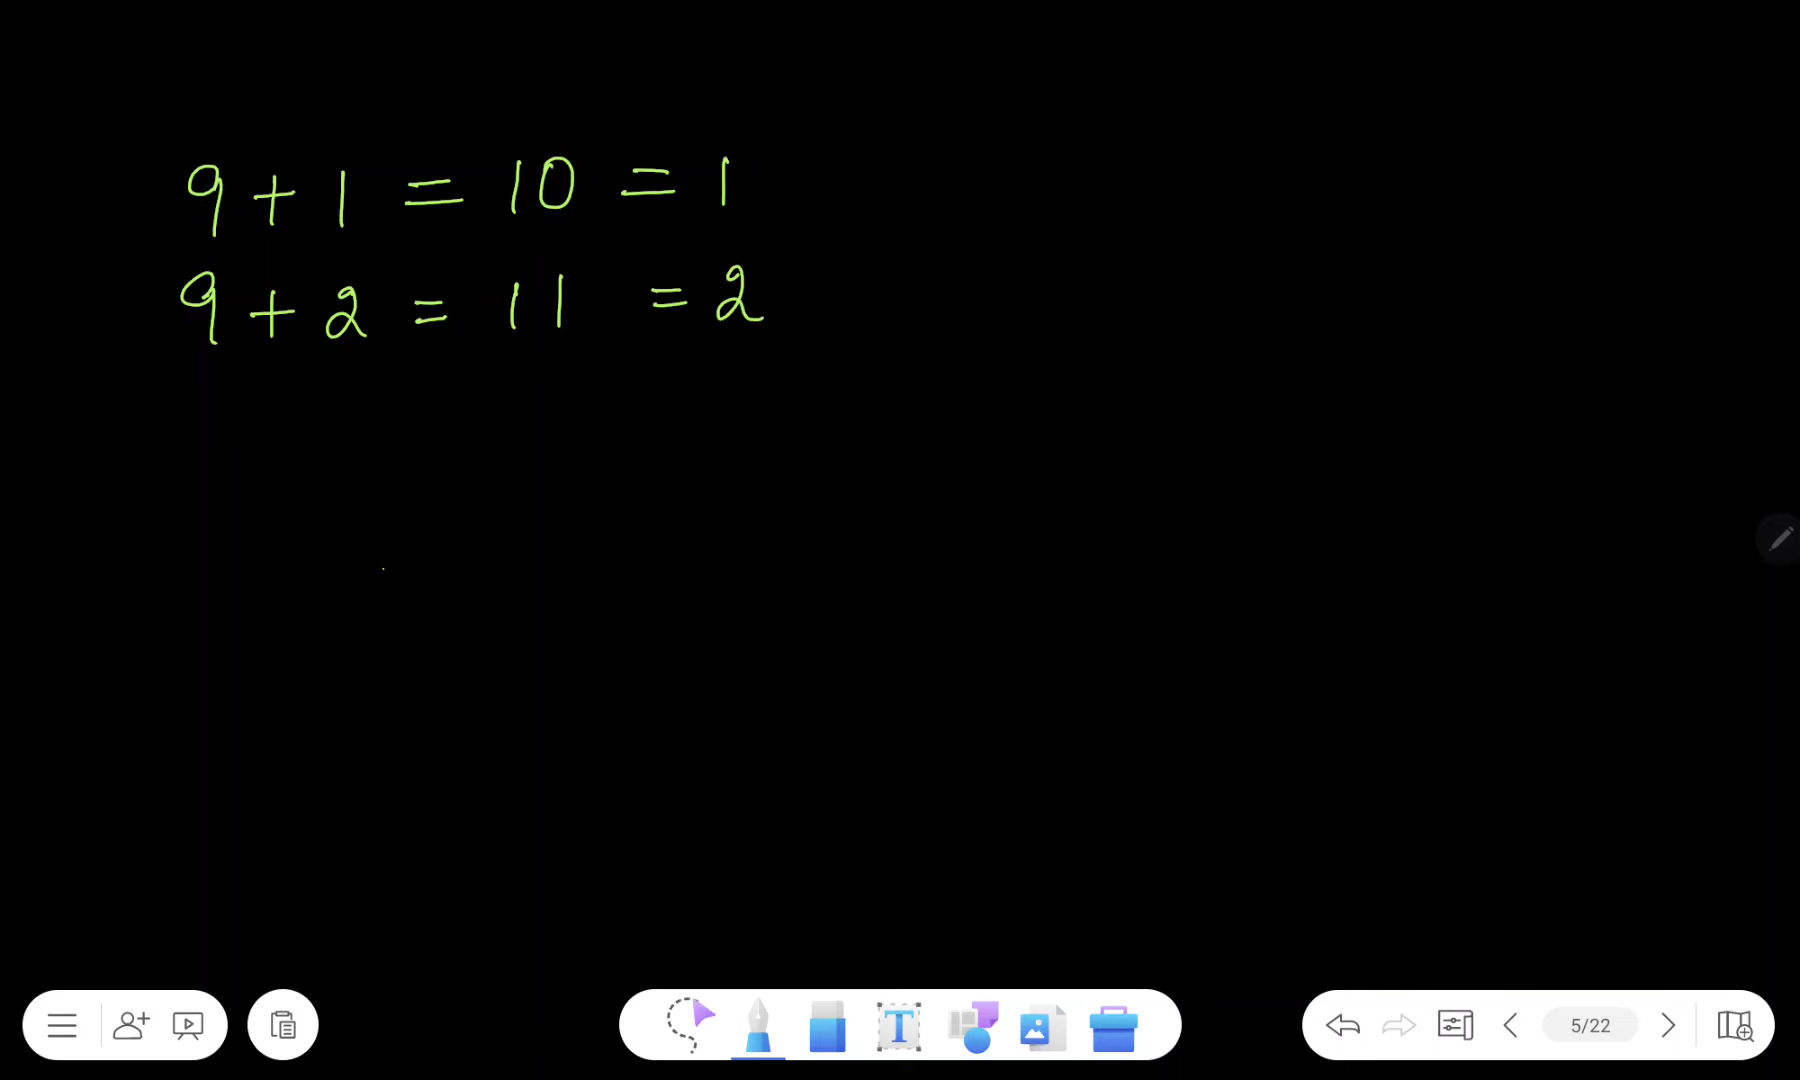 9 + 1 = 10 = 1
9 + 2 = 11 = 2
T
5/22